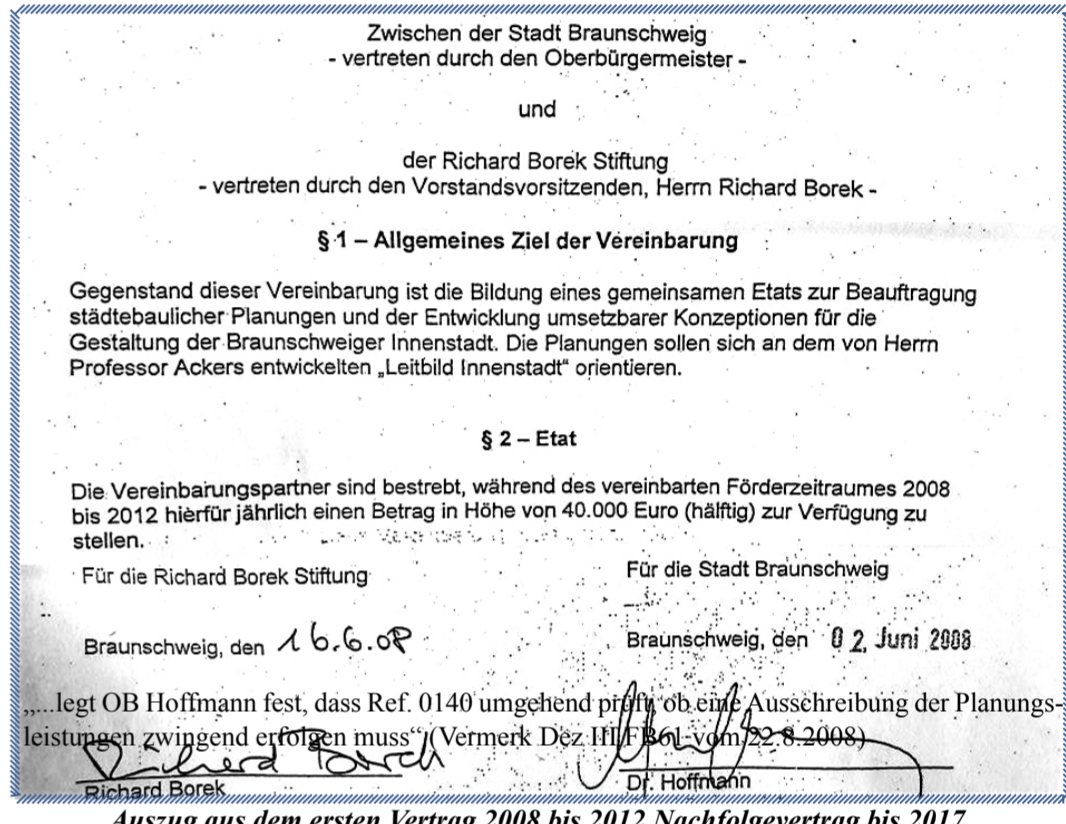 Zwischen der Stadt Braunschweig
- vertreten durch den Oberbürgermeister -
und
der Richard Borek Stiftung
- vertreten durch den Vorstandsvorsitzenden, Herrn Richard Borek -
§ 1 – Allgemeines Ziel der Vereinbarung
Gegenstand dieser Vereinbarung ist die Bildung eines gemeinsamen Etats zur Beauftragung
städtebaulicher Planungen und der Entwicklung umsetzbarer Konzeptionen für die
Gestaltung der Braunschweiger Innenstadt. Die Planungen sollen sich an dem von Herrn
Professor Ackers entwickelten „Leitbild Innenstadt“ orientieren.
§ 2 – Etat
Die Vereinbarungspartner sind bestrebt, während des vereinbarten Förderzeitraumes 2008
bis 2012 hierfür jährlich einen Betrag in Höhe von 40.000 Euro (hälftig) zur Verfügung zu
stellen.
Für die Richard Borek Stiftung
Für die Stadt Braunschweig
Braunschweig, den 16.6.08
Braunschweig, den 02. Juni 2008
„....legt OB Hoffmann fest, dass Ref. 0140 umgehend prüft, ob eine Ausschreibung der Planungs-
leistungen zwingend erfolgen muss“ (Vermerk Dez III/FB61 vom 22.8.2008)
Richard Borek
Richard Borek
Dr. Hoffmann
Auszug aus dem ersten Vertrag 2008 bis 2012 Nachfolgevertrag bis 2017